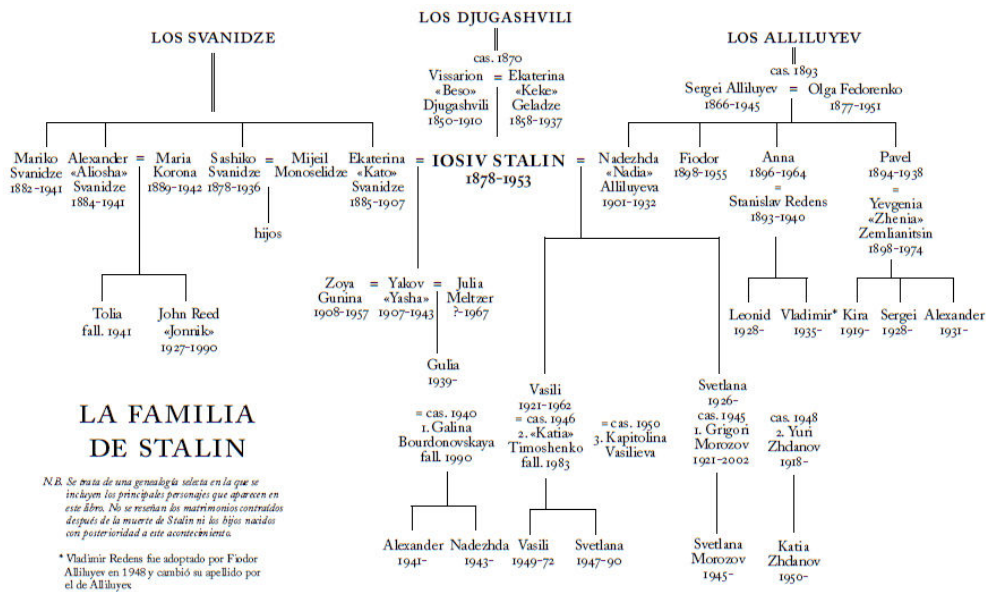 LOS DJUGASHVILI
LOS SVANIDZE
LOS ALLILUYEV
cas. 1870
Vissarion = Ekaterina
«Beso» «Keke»
Djugashvili Geladze
1850-1910 1858-1937
cas. 1893
Sergei Alliluyev = Olga Fedorenko
1866-1945 1877-1951
Mariko
Svanidze
1882-1941
Alexander =
«Aliosha»
Svanidze
1884-1941
Maria
Korona
1889-1942
Sashiko =
Svanidze
1878-1936
Mijeil
Monoselidze
hijos
Ekaterina =
«Kato»
Svanidze
1885-1907
IOSIV STALIN =
1878-1953
Nadezhda
«Nadia»
Alliluyeva
1901-1932
Fiodor
1898-1955
Anna
1896-1964
=
Stanislav Redens
1893-1940
Pavel
1894-1938
=
Yevgenia
«Zhenia»
Zemlianitsin
1898-1974
Tolia
fall. 1941
John Reed
«Jonnik»
1927-1990
Zoya = Yakov = Julia
Gunina «Yasha» Meltzer
1908-1957 1907-1943 ?-1967
Leonid
1928-
Vladimir*
1935-
Kira
1919-
Sergei
1928-
Alexander
1931-
Gulia
1939-
Vasili
1921-1962
= cas. 1940
1. Galina
Bourdonovskaya
fall. 1990
= cas. 1946
2. «Katia»
Timoshenko
fall. 1983
= cas. 1950
3. Kapitolina
Vasilieva
Svetlana
1926-
cas. 1945
1. Grigori
Morozov
1921-2002
cas. 1948
2. Yuri
Zhdanov
1918-
Alexander
1941-
Nadezhda
1943-
Vasili
1949-72
Svetlana
1947-90
Svetlana
Morozov
1945-
Katia
Zhdanov
1950-
LA FAMILIA
DE STALIN
N.B. Se trata de una genealogía selecta en la que se
incluyen los principales personajes que aparecen en
este libro. No se reseñan los matrimonios contraídos
después de la muerte de Stalin ni los hijos nacidos
con posterioridad a este acontecimiento.
* Vladimir Redens fue adoptado por Fiodor
Alliluyev en 1948 y cambió su apellido por
el de Alliluyev